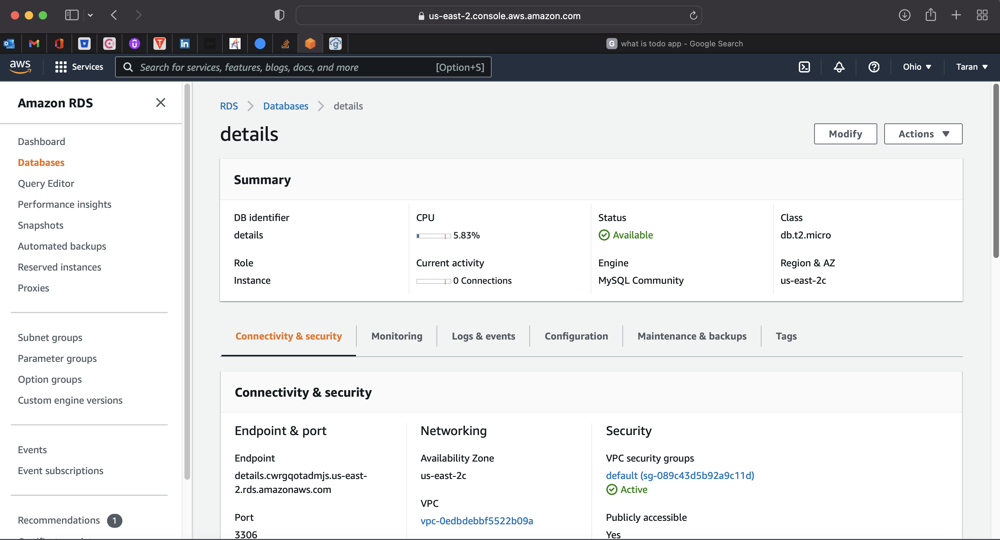 us-east-2.console.aws.amazon.com
G what is todo app - Google Search
aws
Services
Search for services, features, blogs, docs, and more
[Option+S]
Ohio
Taran
Amazon RDS
Dashboard
Databases
Query Editor
Performance insights
Snapshots
Automated backups
Reserved instances
Proxies
Subnet groups
Parameter groups
Option groups
Custom engine versions
Events
Event subscriptions
Recommendations 1
RDS
Databases
details
details
Modify
Actions
Summary
DB identifier
details
CPU
5.83%
Status
Available
Class
db.t2.micro
Role
Instance
Current activity
0 Connections
Engine
MySQL Community
Region & AZ
us-east-2c
Connectivity & security
Monitoring
Logs & events
Configuration
Maintenance & backups
Tags
Connectivity & security
Endpoint & port
Endpoint
details.cwrgqotadmjs.us-east-
2.rds.amazonaws.com
Port
3306
Networking
Availability Zone
us-east-2c
VPC
vpc-0edbdebbf5522b09a
Security
VPC security groups
default (sg-089c43d5b92a9c11d)
Active
Publicly accessible
Yes